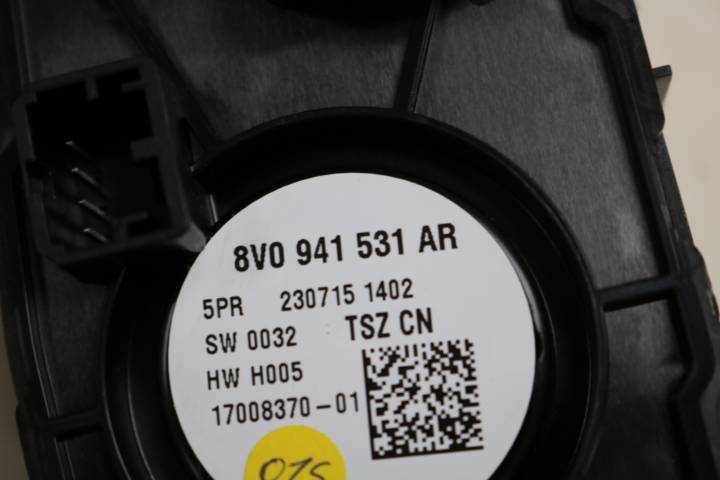 8V0 941 531 AR
5PR 230715 1402
SW 0032 TSZ CN
HW H005
17008370-01